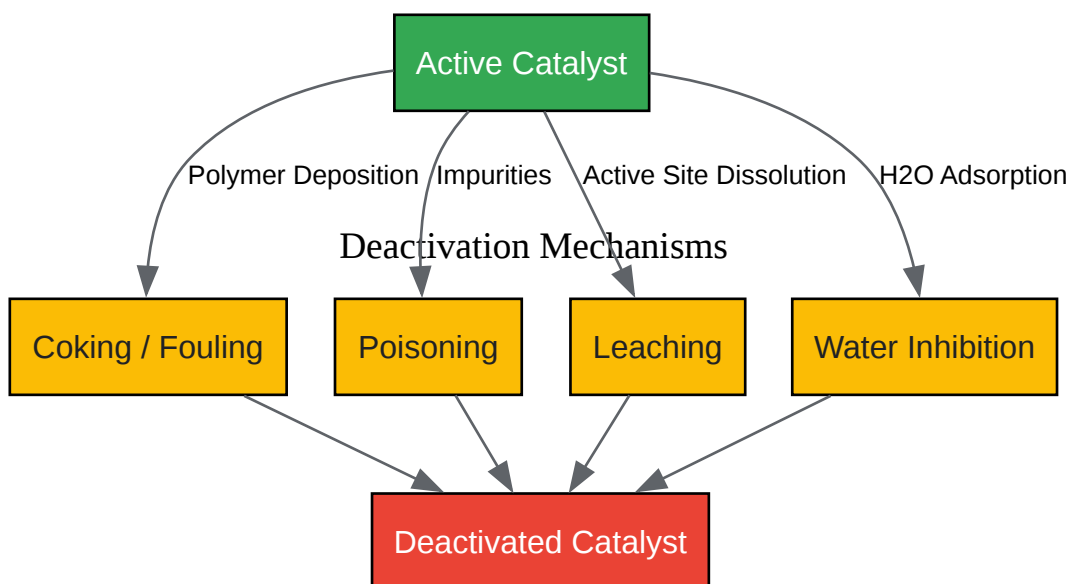 Active Catalyst
Polymer Deposition
Impurities
Active Site Dissolution
H2O Adsorption
Deactivation Mechanisms
Coking / Fouling
Poisoning
Leaching
Water Inhibition
Deactivated Catalyst